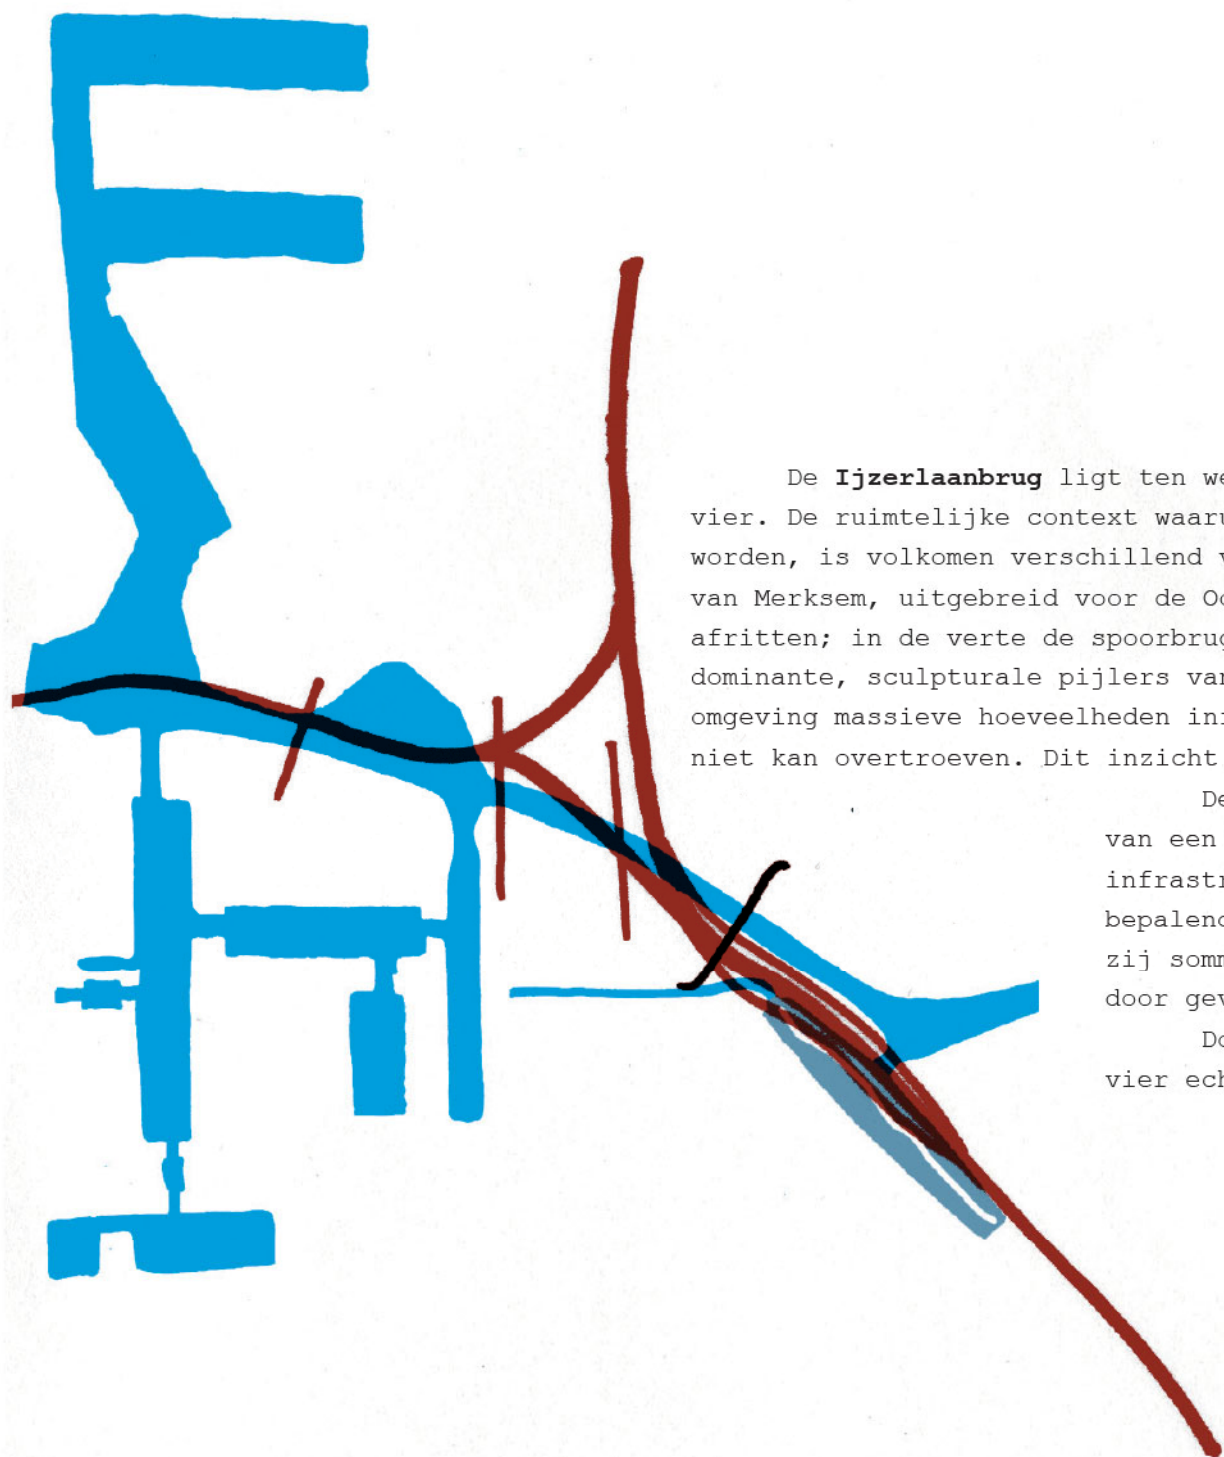 De Ijzerlaanbrug ligt ten we
vier. De ruimtelijke context waaru
worden, is volkomen verschillend v
van Merksem, uitgebreid voor de Oo
afritten; in de verte de spoorbrug
dominante, sculpturale pijlers van
omgeving massieve hoeveelheden inf
niet kan overtroeven. Dit inzicht
De
van een
infrastr
bepalend
zij somm
door gev
Do
vier ech